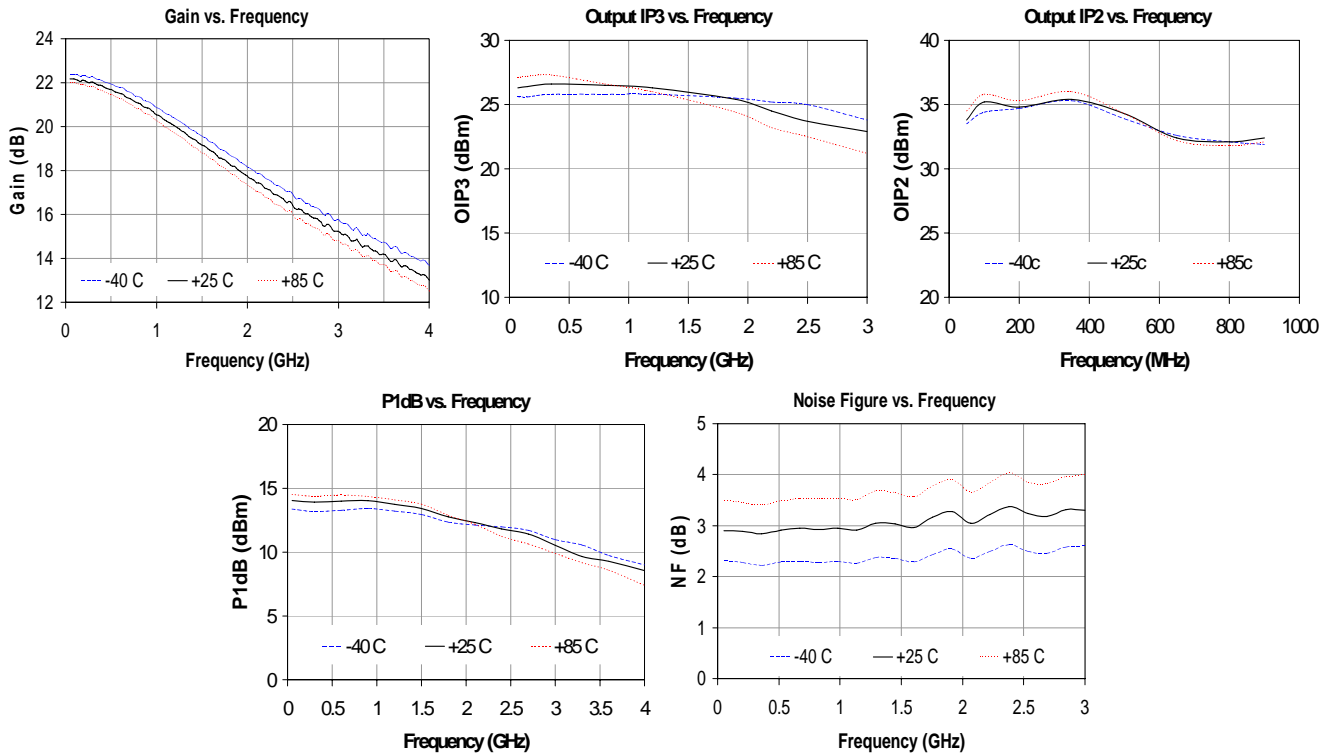 Gain vs. Frequency
24
22
20
18
16
14
12
Gain (dB)
-40 C
+25 C
+85 C
0 1 2 3 4
Frequency (GHz)
Output IP3 vs. Frequency
30
25
20
15
10
OIP3 (dBm)
-40 C
+25 C
+85 C
0 0.5 1 1.5 2 2.5 3
Frequency (GHz)
Output IP2 vs. Frequency
40
35
30
25
20
OIP2 (dBm)
-40c
+25c
+85c
0 200 400 600 800 1000
Frequency (MHz)
P1dB vs. Frequency
20
15
10
5
0
P1dB (dBm)
-40 C
+25 C
+85 C
0 0.5 1 1.5 2 2.5 3 3.5 4
Frequency (GHz)
Noise Figure vs. Frequency
5
4
3
2
1
0
NF (dB)
-40 C
+25 C
+85 C
0 0.5 1 1.5 2 2.5 3
Frequency (GHz)